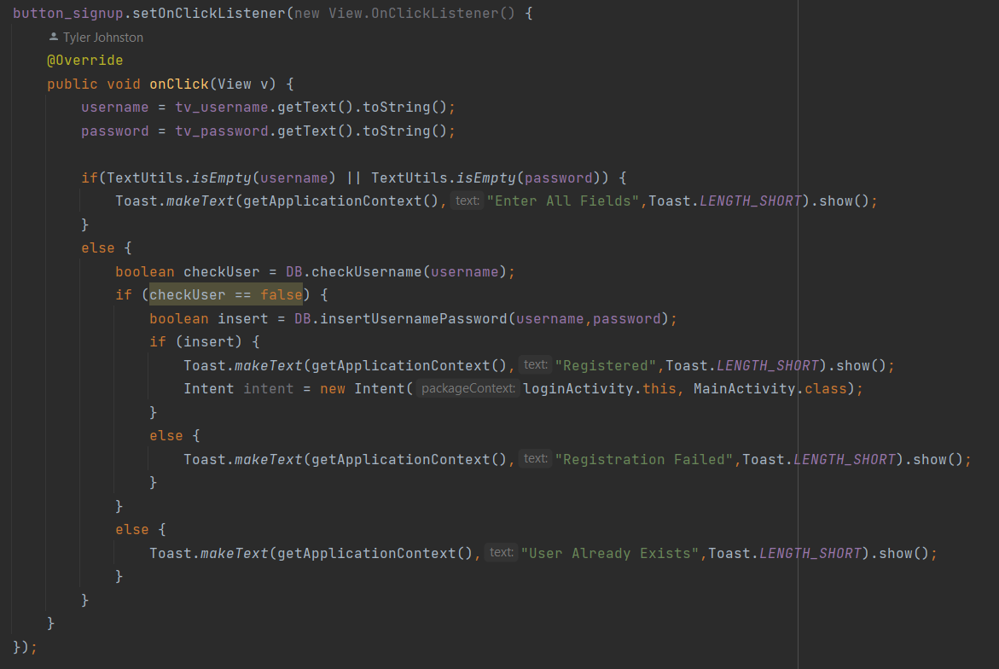 button_signup.setOnClickListener(new View.OnClickListener() {
Tyler Johnston
@Override
public void onClick(View v) {
username = tv_username.getText().toString();
password = tv_password.getText().toString();
if(TextUtils.isEmpty(username) || TextUtils.isEmpty(password)) {
Toast.makeText(getApplicationContext(), text: "Enter All Fields",Toast.LENGTH_SHORT).show();
}
else {
boolean checkUser = DB.checkUsername(username);
if (checkUser == false) {
boolean insert = DB.insertUsernamePassword(username,password);
if (insert) {
Toast.makeText(getApplicationContext(), text: "Registered",Toast.LENGTH_SHORT).show();
Intent intent = new Intent( packageContext: loginActivity.this, MainActivity.class);
}
else {
Toast.makeText(getApplicationContext(), text: "Registration Failed",Toast.LENGTH_SHORT).show();
}
}
else {
Toast.makeText(getApplicationContext(), text: "User Already Exists",Toast.LENGTH_SHORT).show();
}
}
}
});